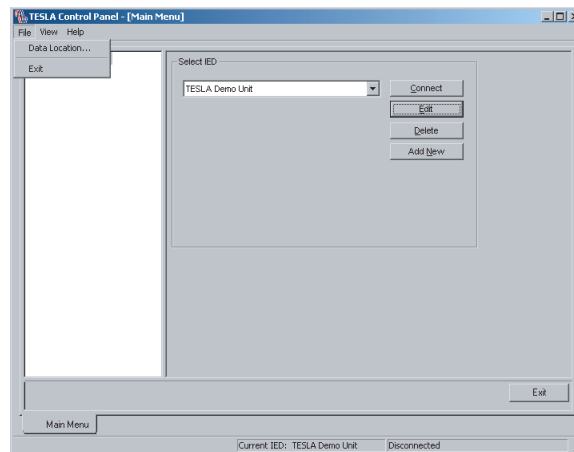 TESLA Control Panel - [Main Menu]
File View Help
Data Location...
Exit
Select IED
TESLA Demo Unit
Connect
Edit
Delete
Add New
Exit
Main Menu
Current IED: TESLA Demo Unit Disconnected